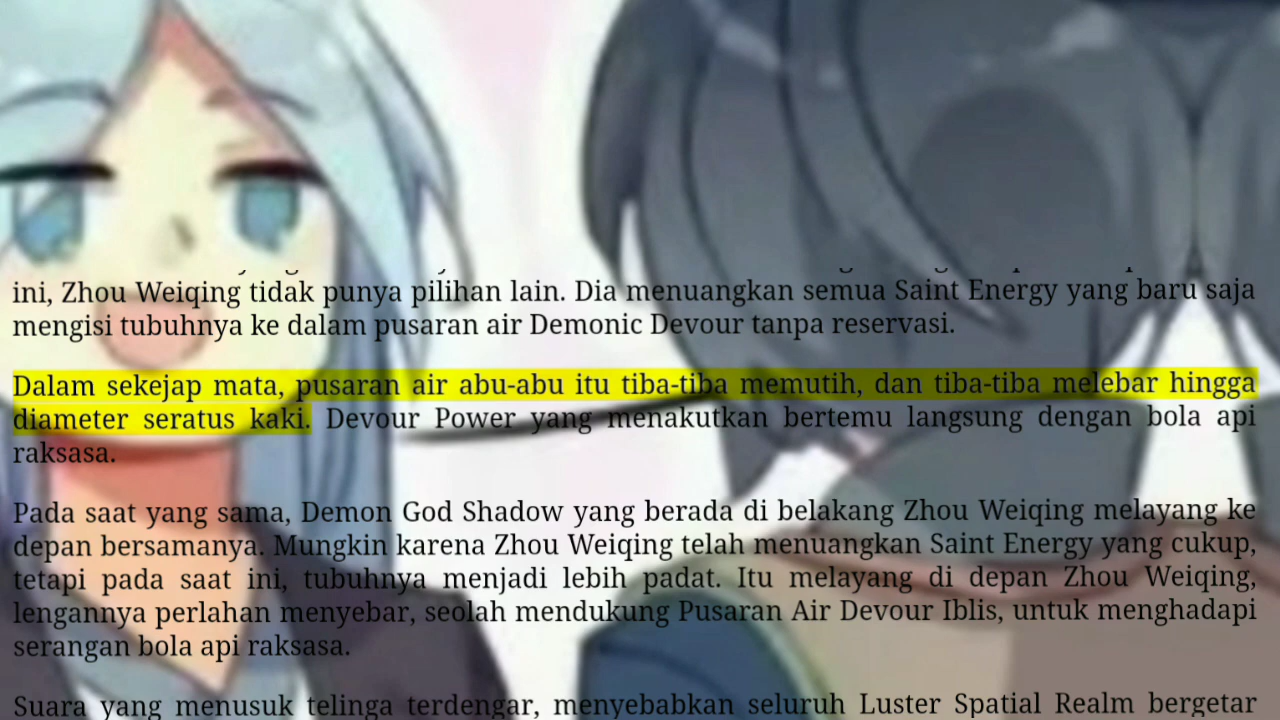 ini, Zhou Weiqing tidak punya pilihan lain. Dia menuangkan semua Saint Energy yang baru saja
mengisi tubuhnya ke dalam pusaran air Demonic Devour tanpa reservasi.
Dalam sekejap mata, pusaran air abu-abu itu tiba-tiba memutih, dan tiba-tiba melebar hingga
diameter seratus kaki. Devour Power yang menakutkan bertemu langsung dengan bola api
raksasa.
Pada saat yang sama, Demon God Shadow yang berada di belakang Zhou Weiqing melayang ke
depan bersamanya. Mungkin karena Zhou Weiqing telah menuangkan Saint Energy yang cukup,
tetapi pada saat ini, tubuhnya menjadi lebih padat. Itu melayang di depan Zhou Weiqing,
lengannya perlahan menyebar, seolah mendukung Pusaran Air Devour Iblis, untuk menghadapi
serangan bola api raksasa.
Suara yang menusuk telinga terdengar, menyebabkan seluruh Luster Spatial Realm bergetar